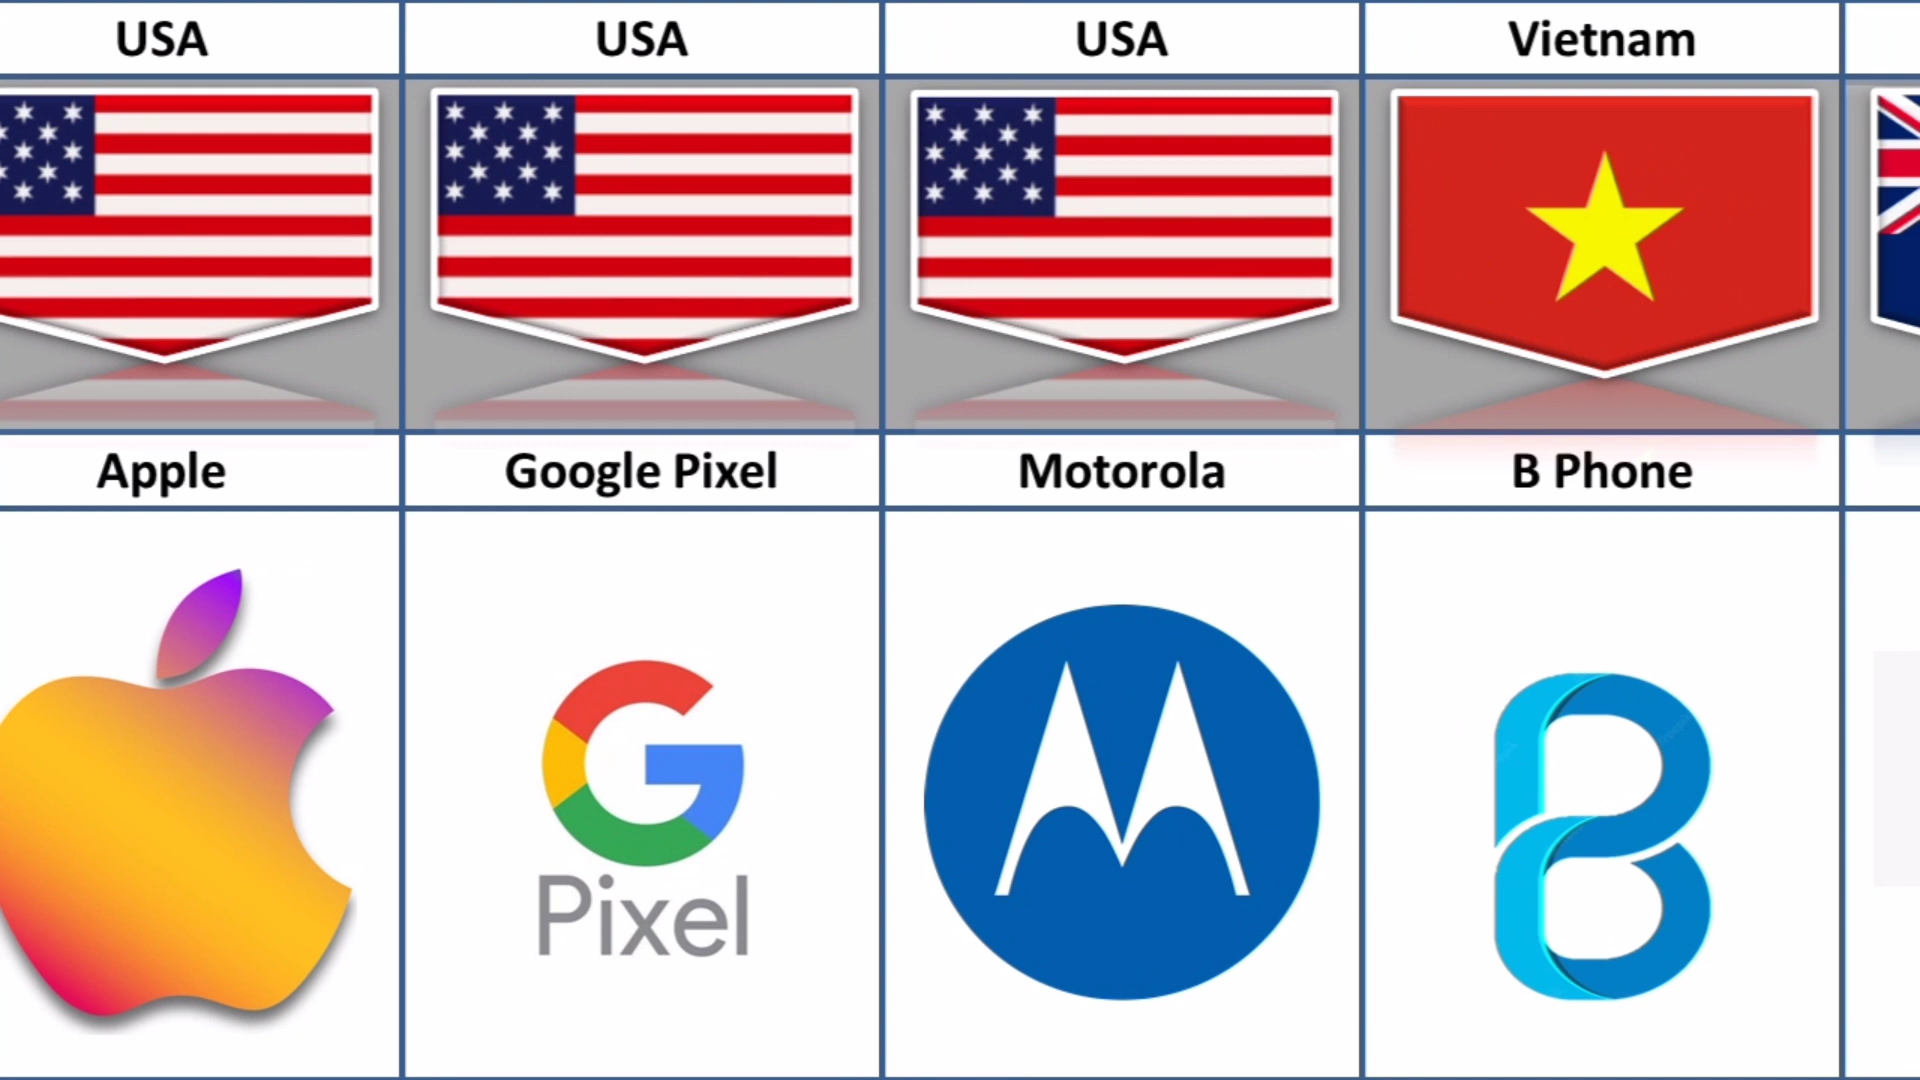 USA
USA
USA
Vietnam
Apple
Google Pixel
Motorola
B Phone
Pixel